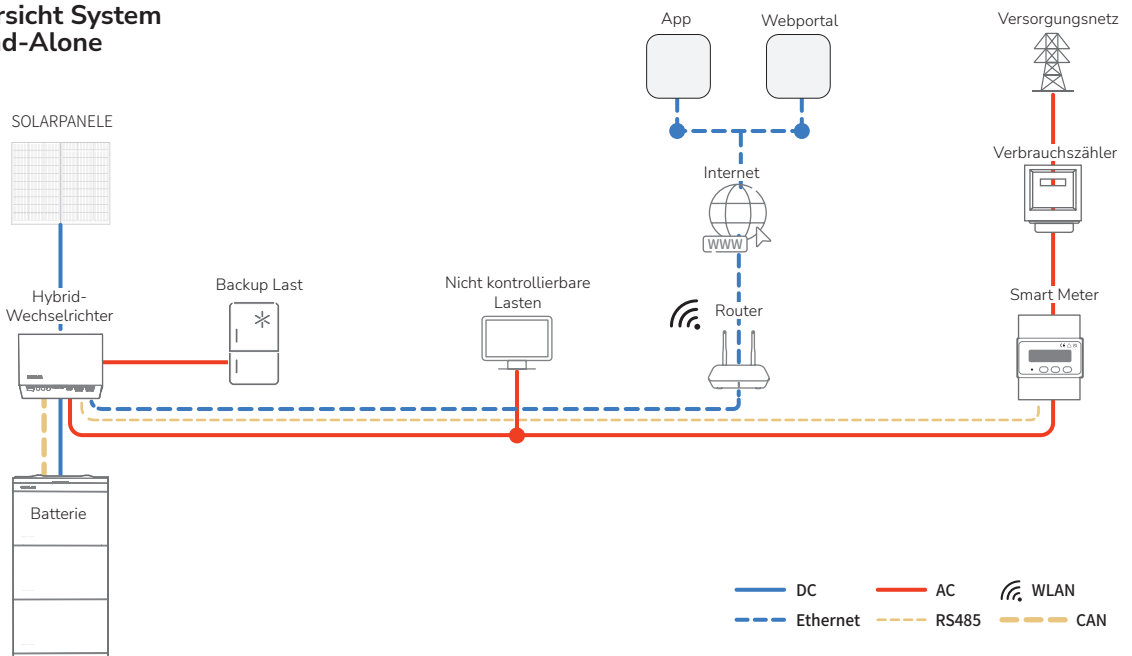 rsicht System
d-Alone
App
Webportal
Versorgungsnetz
SOLARPANELE
Verbrauchszähler
Internet
WWW
Hybrid-
Wechselrichter
Backup Last
Nicht kontrollierbare
Lasten
Router
Smart Meter
Batterie
DC
AC
WLAN
Ethernet
RS485
CAN